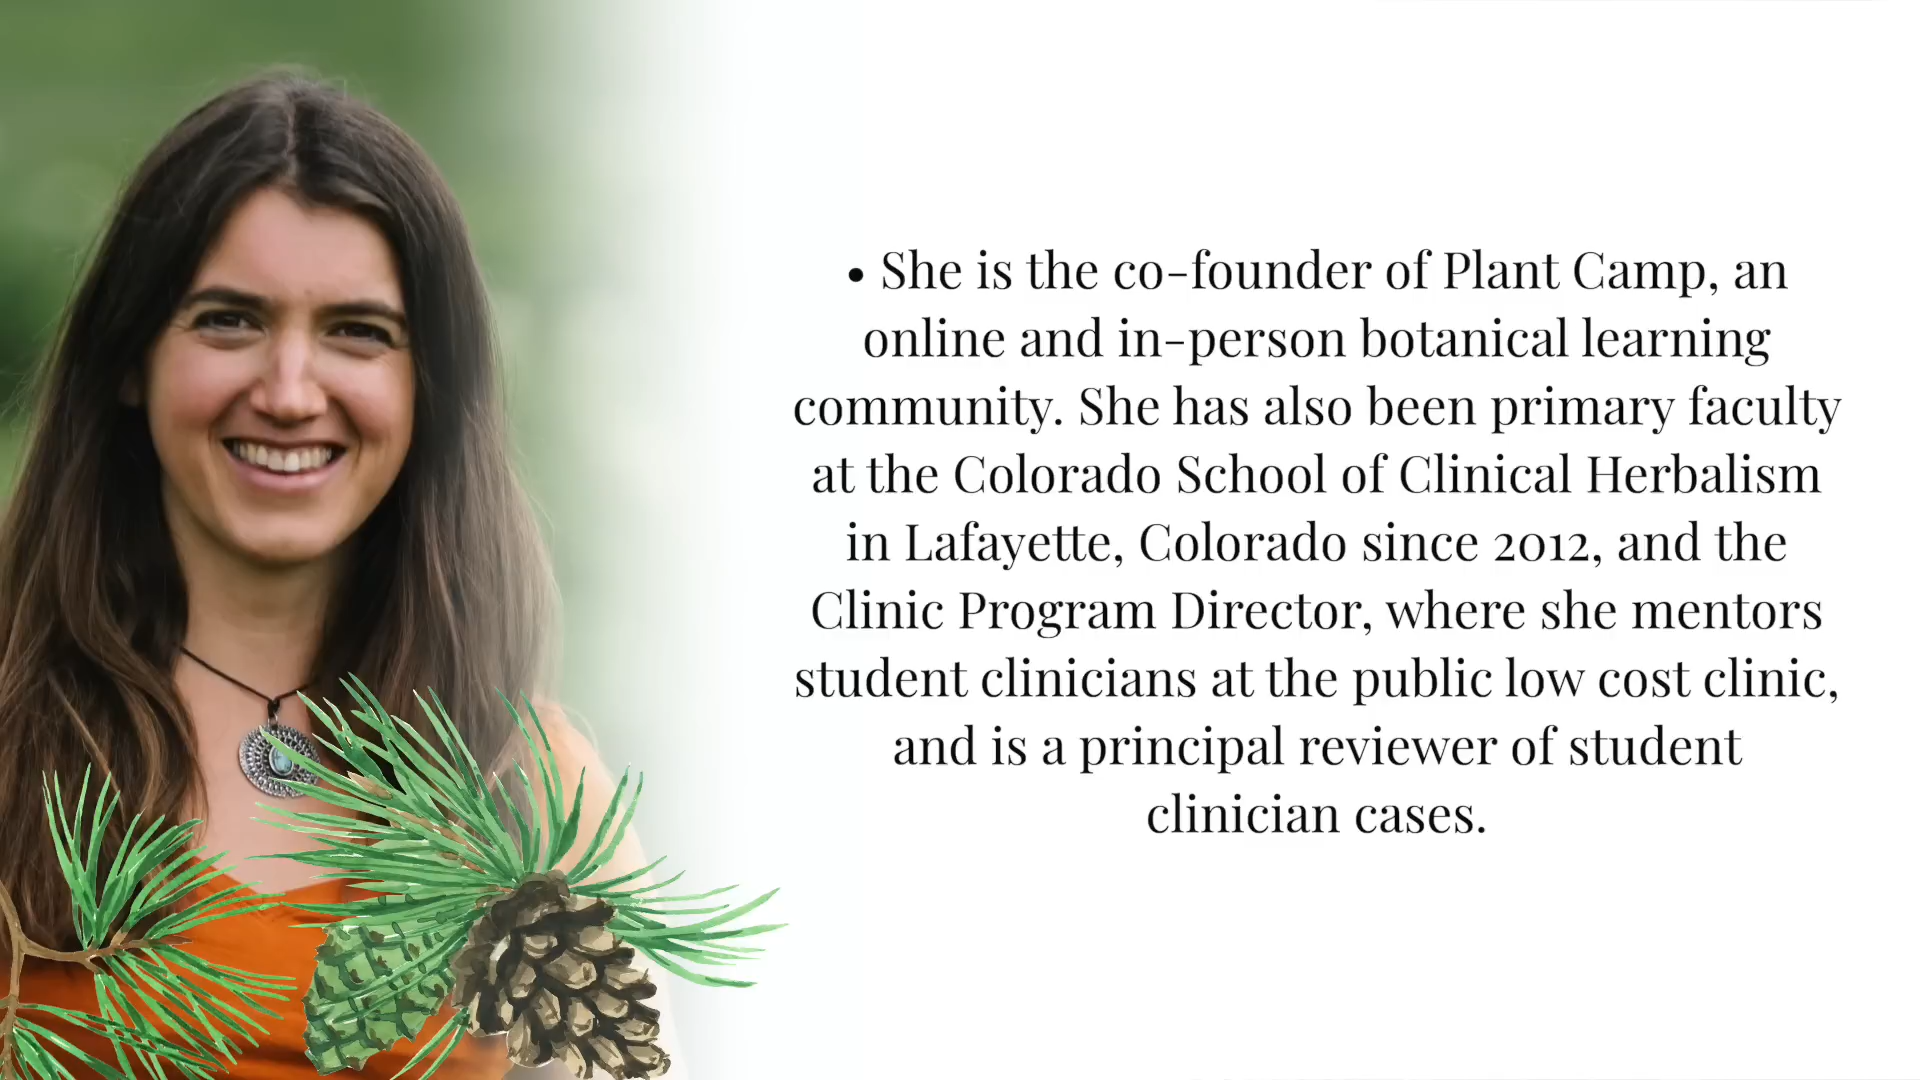 • She is the co-founder of Plant Camp, an
online and in-person botanical learning
community. She has also been primary faculty
at the Colorado School of Clinical Herbalism
in Lafayette, Colorado since 2012, and the
Clinic Program Director, where she mentors
student clinicians at the public low cost clinic,
and is a principal reviewer of student
clinician cases.